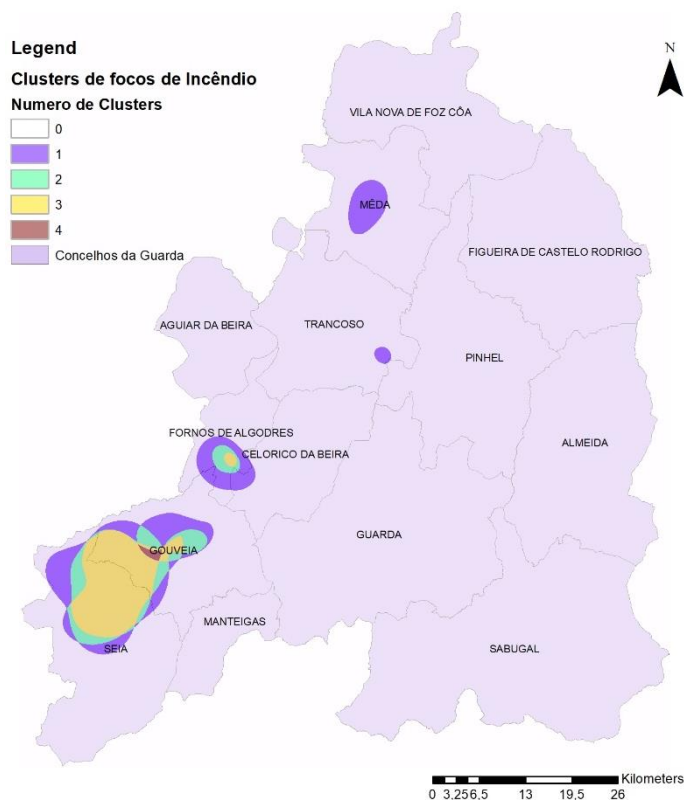 Legend
Clusters de focos de Incêndio
Numero de Clusters
0
1
2
3
4
Concelhos da Guarda
N
VILA NOVA DE FOZ CÔA
MÊDA
FIGUEIRA DE CASTELO RODRIGO
TRANCOSO
AGUIAR DA BEIRA
PINHEL
FORNOS DE ALGODRES
ALMEIDA
CELORICO DA BEIRA
GUARDA
GOUVEIA
MANTEIGAS
SEIA
SABUGAL
Kilometers
0 3,25 6,5 13 19,5 26